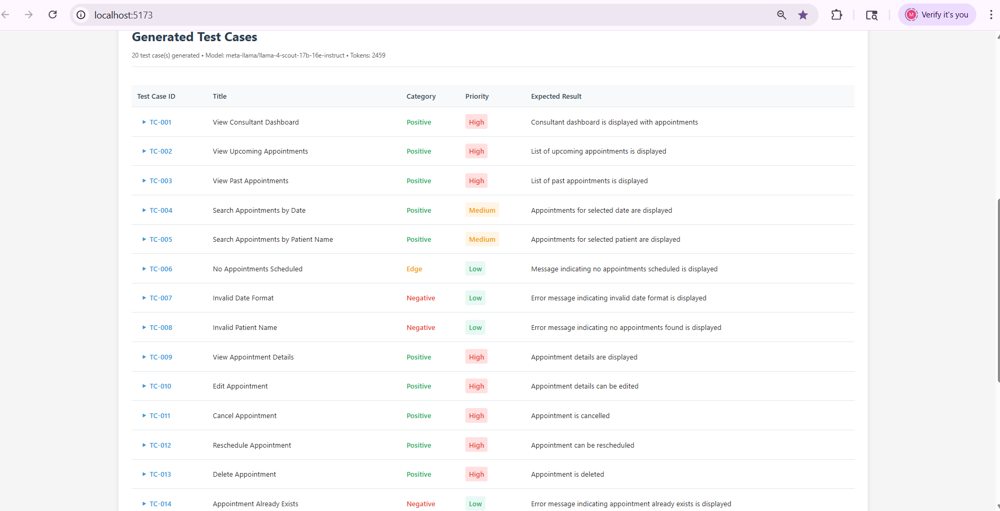 localhost:5173
Verify it's you
M
Generated Test Cases
20 test case(s) generated • Model: meta-llama/llama-4-scout-17b-16e-instruct • Tokens: 2459
Test Case ID Title Category Priority Expected Result
TC-001 View Consultant Dashboard Positive High Consultant dashboard is displayed with appointments
TC-002 View Upcoming Appointments Positive High List of upcoming appointments is displayed
TC-003 View Past Appointments Positive High List of past appointments is displayed
TC-004 Search Appointments by Date Positive Medium Appointments for selected date are displayed
TC-005 Search Appointments by Patient Name Positive Medium Appointments for selected patient are displayed
TC-006 No Appointments Scheduled Edge Low Message indicating no appointments scheduled is displayed
TC-007 Invalid Date Format Negative Low Error message indicating invalid date format is displayed
TC-008 Invalid Patient Name Negative Low Error message indicating no appointments found is displayed
TC-009 View Appointment Details Positive High Appointment details are displayed
TC-010 Edit Appointment Positive High Appointment details can be edited
TC-011 Cancel Appointment Positive High Appointment is cancelled
TC-012 Reschedule Appointment Positive High Appointment can be rescheduled
TC-013 Delete Appointment Positive High Appointment is deleted
TC-014 Appointment Already Exists Negative Low Error message indicating appointment already exists is displayed